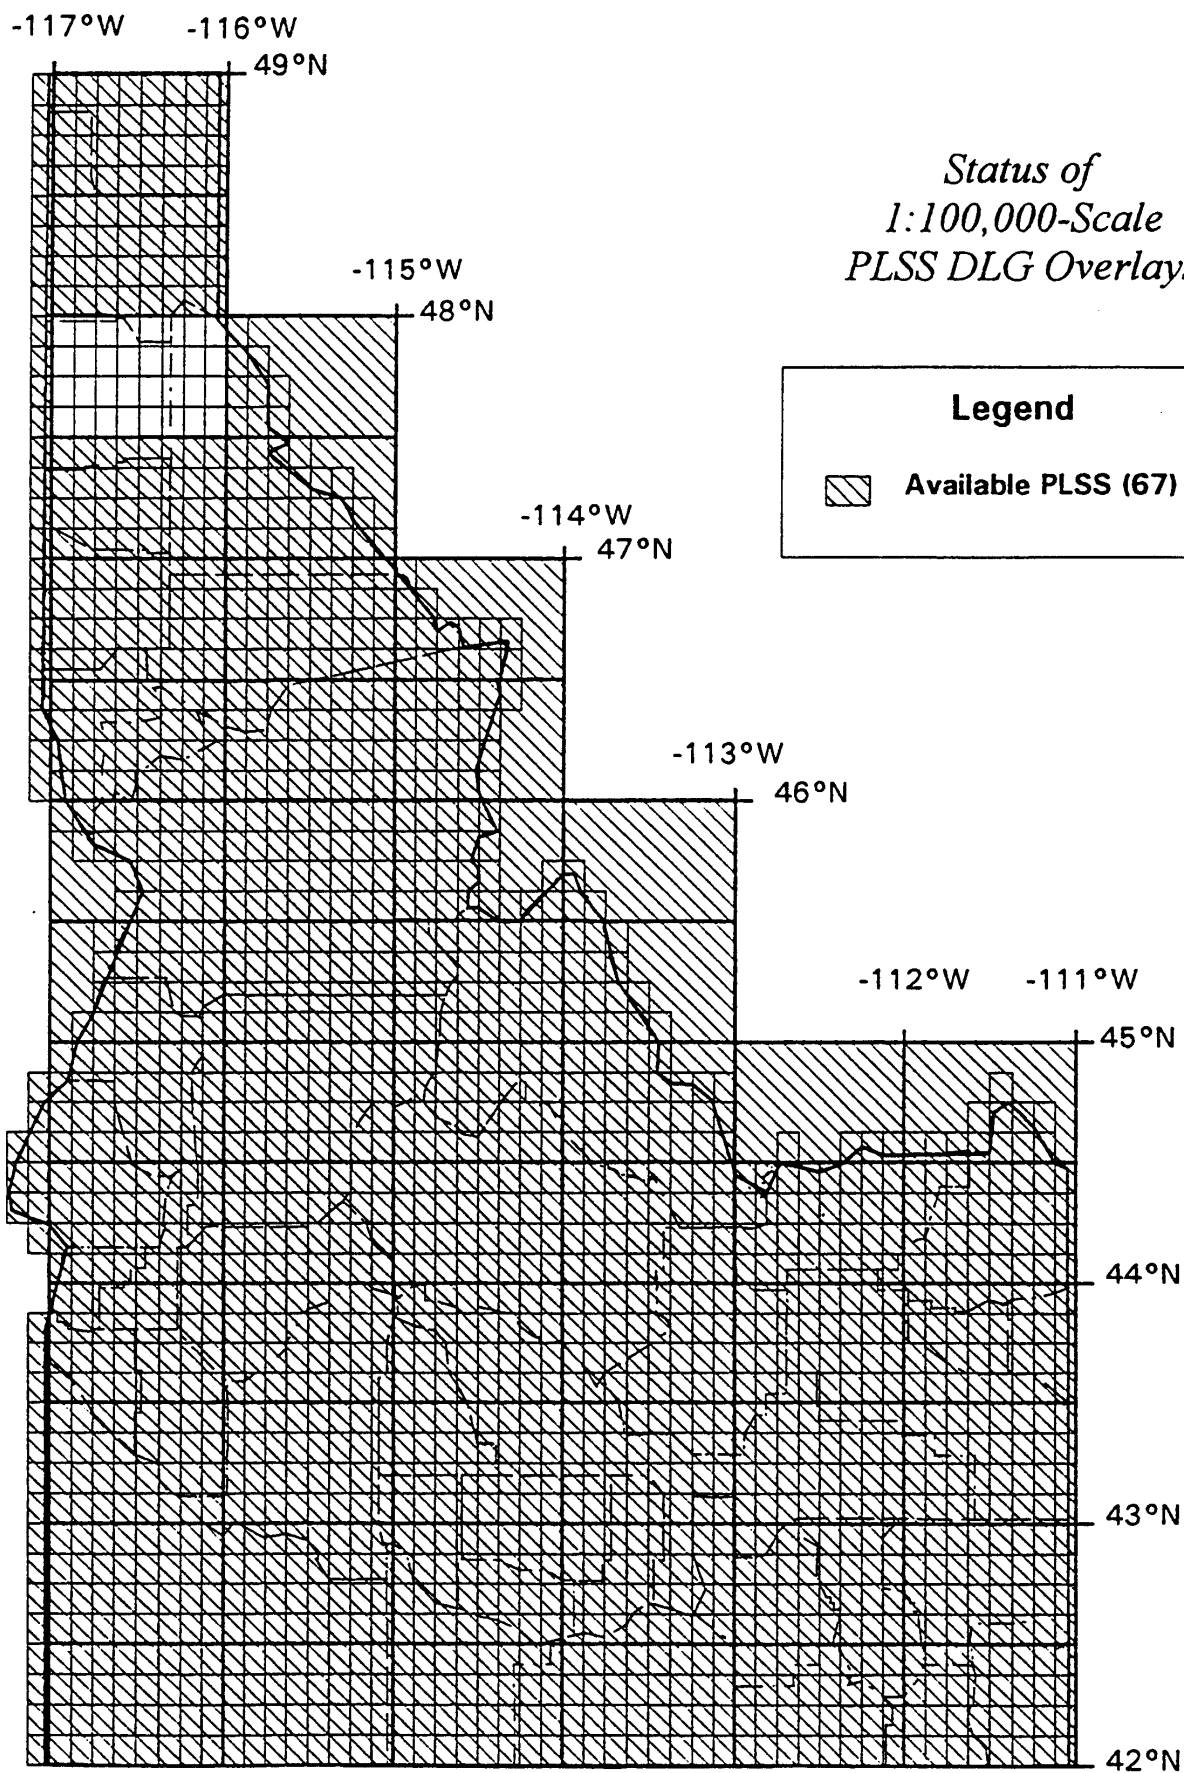 -117°W -116°W
49°N
Status of
1:100,000-Scale
PLSS DLG Overlays
-115°W
48°N
Legend
Available PLSS (67)
-114°W
47°N
-113°W
46°N
-112°W -111°W
45°N
44°N
43°N
42°N